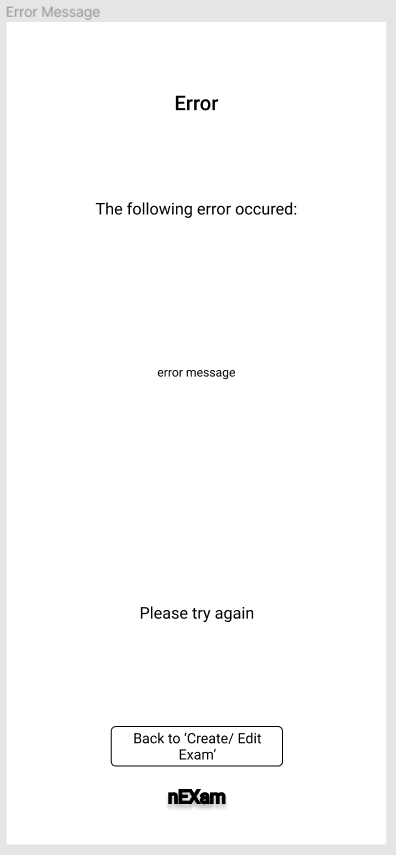 Error Message
Error
The following error occured:
error message
Please try again
Back to ‘Create/ Edit
Exam’
nEXam